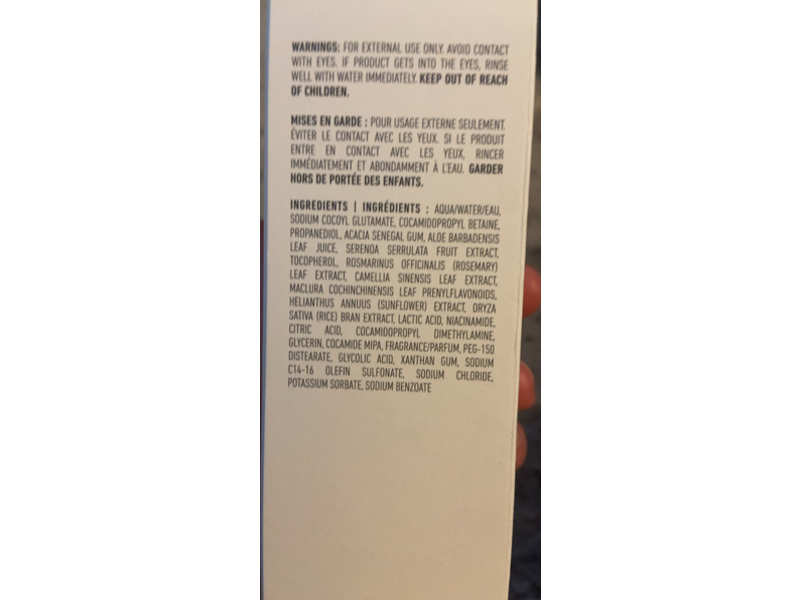 WARNINGS: FOR EXTERNAL USE ONLY. AVOID CONTACT
WITH EYES. IF PRODUCT GETS INTO THE EYES, RINSE
WELL WITH WATER IMMEDIATELY. KEEP OUT OF REACH
OF CHILDREN.
MISES EN GARDE : POUR USAGE EXTERNE SEULEMENT.
ÉVITER LE CONTACT AVEC LES YEUX. SI LE PRODUIT
ENTRE EN CONTACT AVEC LES YEUX, RINCER
IMMÉDIATEMENT ET ABONDAMMENT À L'EAU. GARDER
HORS DE PORTÉE DES ENFANTS.
INGREDIENTS | INGRÉDIENTS : AQUA/WATER/EAU,
SODIUM COCOYL GLUTAMATE, COCAMIDOPROPYL BETAINE,
PROPANEDIOL, ACACIA SENEGAL GUM, ALOE BARBADENSIS
LEAF JUICE, SERENOA SERRULATA FRUIT EXTRACT,
TOCOPHEROL, ROSMARINUS OFFICINALIS (ROSEMARY)
LEAF EXTRACT, CAMELLIA SINENSIS LEAF EXTRACT,
MACLURA COCHINCHINENSIS LEAF PRENYLFLAVONOIDS,
HELIANTHUS ANNUUS (SUNFLOWER) EXTRACT, ORYZA
SATIVA (RICE) BRAN EXTRACT, LACTIC ACID, NIACINAMIDE,
CITRIC ACID, COCAMIDOPROPYL DIMETHYLAMINE,
GLYCERIN, COCAMIDE MIPA, FRAGRANCE/PARFUM, PEG-150
DISTEARATE, GLYCOLIC ACID, XANTHAN GUM, SODIUM
C14-16 OLEFIN SULFONATE, SODIUM CHLORIDE,
POTASSIUM SORBATE, SODIUM BENZOATE